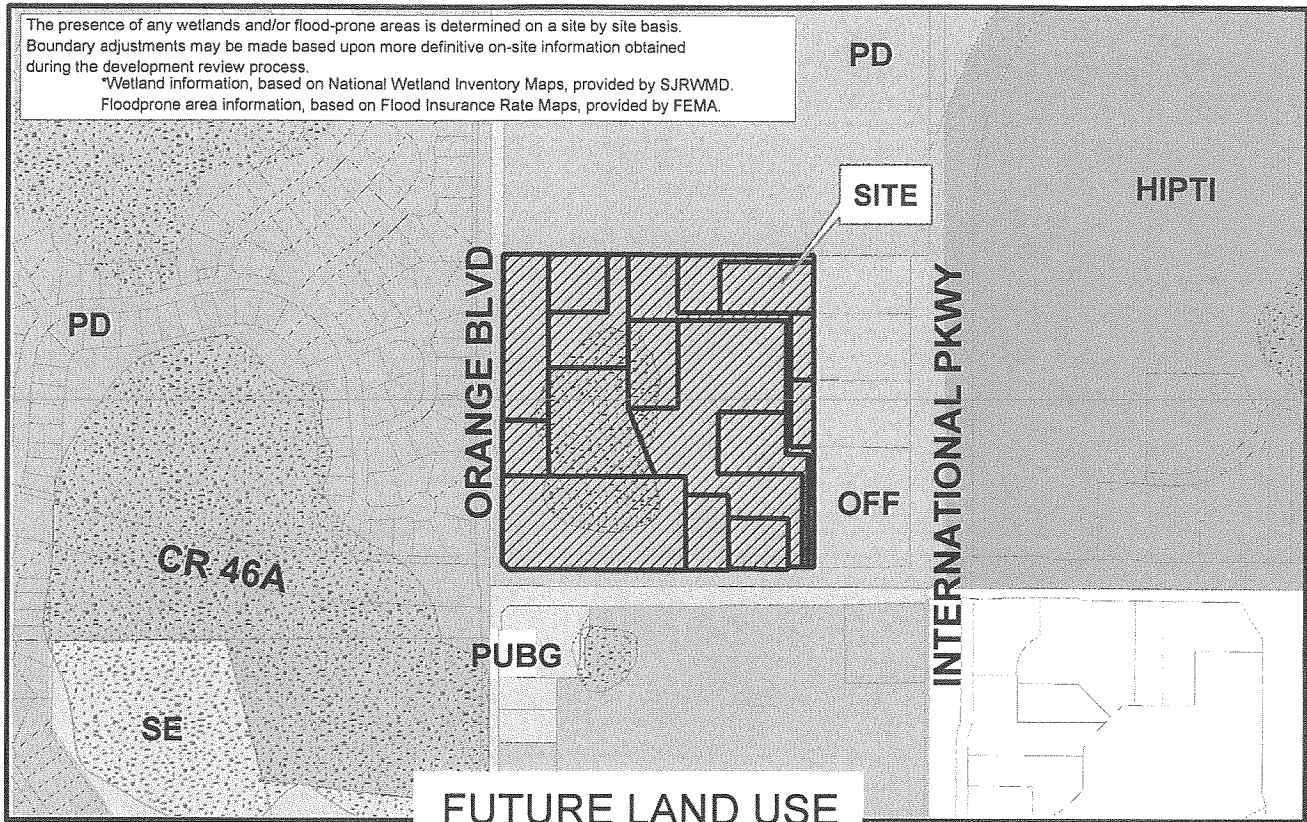 The presence of any wetlands and/or flood-prone areas is determined on a site by site basis.
Boundary adjustments may be made based upon more definitive on-site information obtained
during the development review process.
*Wetland information, based on National Wetland Inventory Maps, provided by SJRWMD.
Floodprone area information, based on Flood Insurance Rate Maps, provided by FEMA.
PD
SITE
HIPTI
ORANGE BLVD
PD
INTERNATIONAL PKWY
OFF
CR 46A
PUBG
SE
FUTURE LAND USE